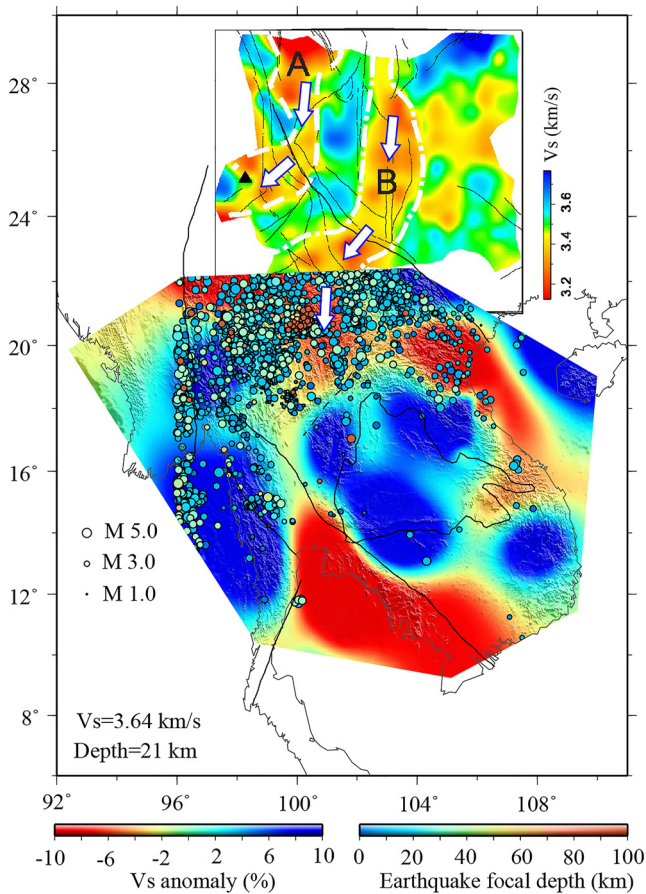 28°
24°
20°
16°
12°
8°
A
B
Vs (km/s)
3.6
3.4
3.2
M 5.0
M 3.0
M 1.0
Vs=3.64 km/s
Depth=21 km
92° 96° 100° 104° 108°
-10 -6 -2 2 6 10
Vs anomaly (%)
0 20 40 60 80 100
Earthquake focal depth (km)